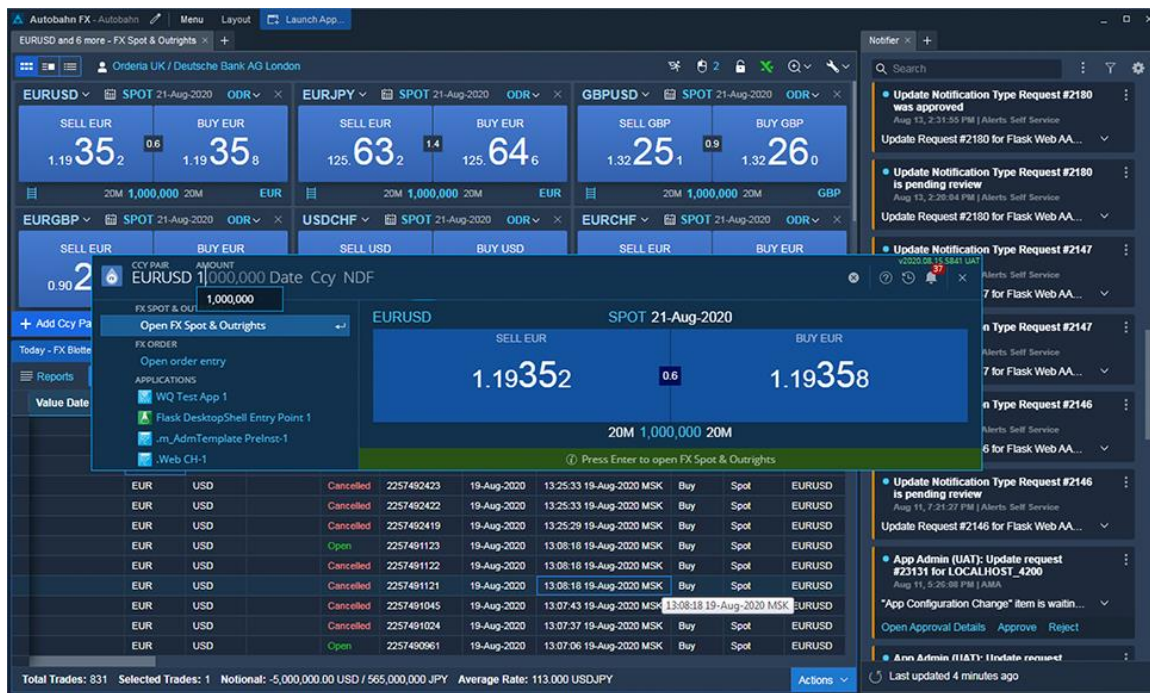 Autobahn FX - Autobahn Menu Layout Launch App...
EURUSD and 6 more - FX Spot & Outrights × +
Orderia UK / Deutsche Bank AG London 2
EURUSD SPOT 21-Aug-2020 ODR ×
SELL EUR BUY EUR
1.19 35 2 0.6 1.19 35 8
20M 1,000,000 20M EUR
EURJPY SPOT 21-Aug-2020 ODR ×
SELL EUR BUY EUR
125. 63 2 1.4 125. 64 6
20M 1,000,000 20M EUR
GBPUSD SPOT 21-Aug-2020 ODR ×
SELL GBP BUY GBP
1.32 25 1 0.9 1.32 26 0
20M 1,000,000 20M GBP
EURGBP SPOT 21-Aug-2020 ODR ×
SELL EUR BUY EUR
0.90 2
USDCHF SPOT 21-Aug-2020 ODR ×
SELL USD BUY USD
EURCHF SPOT 21-Aug-2020 ODR ×
SELL EUR BUY EUR
+ Add Ccy Pa
Today - FX Blotte
Reports
Value Date
v2020.08.15.5841 UAT
CCY PAIR AMOUNT
EURUSD 1,000,000 Date Ccy NDF
37
1,000,000
FX SPOT & OUT
Open FX Spot & Outrights
FX ORDER
Open order entry
APPLICATIONS
WQ Test App 1
Flask DesktopShell Entry Point 1
.m_AdmTemplate PreInst-1
.Web CH-1
EURUSD SPOT 21-Aug-2020
SELL EUR BUY EUR
1.19352 0.6 1.19358
20M 1,000,000 20M
Press Enter to open FX Spot & Outrights
EUR USD Cancelled 2257492423 19-Aug-2020 13:25:33 19-Aug-2020 MSK Buy Spot EURUSD
EUR USD Cancelled 2257492422 19-Aug-2020 13:25:33 19-Aug-2020 MSK Buy Spot EURUSD
EUR USD Cancelled 2257492419 19-Aug-2020 13:25:29 19-Aug-2020 MSK Buy Spot EURUSD
EUR USD Open 2257491123 19-Aug-2020 13:08:18 19-Aug-2020 MSK Buy Spot EURUSD
EUR USD Cancelled 2257491122 19-Aug-2020 13:08:18 19-Aug-2020 MSK Buy Spot EURUSD
EUR USD Cancelled 2257491121 19-Aug-2020 13:08:18 19-Aug-2020 MSK Buy Spot EURUSD
EUR USD Cancelled 2257491045 19-Aug-2020 13:07:43 19-Aug-2020 MSK 13:08:18 19-Aug-2020 MSK EURUSD
EUR USD Cancelled 2257491024 19-Aug-2020 13:07:37 19-Aug-2020 MSK Buy Spot EURUSD
EUR USD Open 2257490961 19-Aug-2020 13:07:06 19-Aug-2020 MSK Buy Spot EURUSD
Total Trades: 831 Selected Trades: 1 Notional: -5,000,000.00 USD / 565,000,000 JPY Average Rate: 113.000 USDJPY Actions
Notifier × +
Search
Update Notification Type Request #2180
was approved
Aug 13, 2:31:55 PM | Alerts Self Service
Update Request #2180 for Flask Web AA...
Update Notification Type Request #2180
is pending review
Aug 13, 2:20:04 PM | Alerts Self Service
Update Request #2180 for Flask Web AA...
Update Notification Type Request #2147
Alerts Self Service
7 for Flask Web AA...
n Type Request #2147
Alerts Self Service
7 for Flask Web AA...
n Type Request #2146
Alerts Self Service
6 for Flask Web AA...
Update Notification Type Request #2146
is pending review
Aug 11, 7:21:27 PM | Alerts Self Service
Update Request #2146 for Flask Web AA...
App Admin (UAT): Update request
#23131 for LOCALHOST_4200
Aug 11, 5:26:08 PM | AMA
"App Configuration Change" item is waitin...
Open Approval Details Approve Reject
App Admin (UAT): Update request
Last updated 4 minutes ago